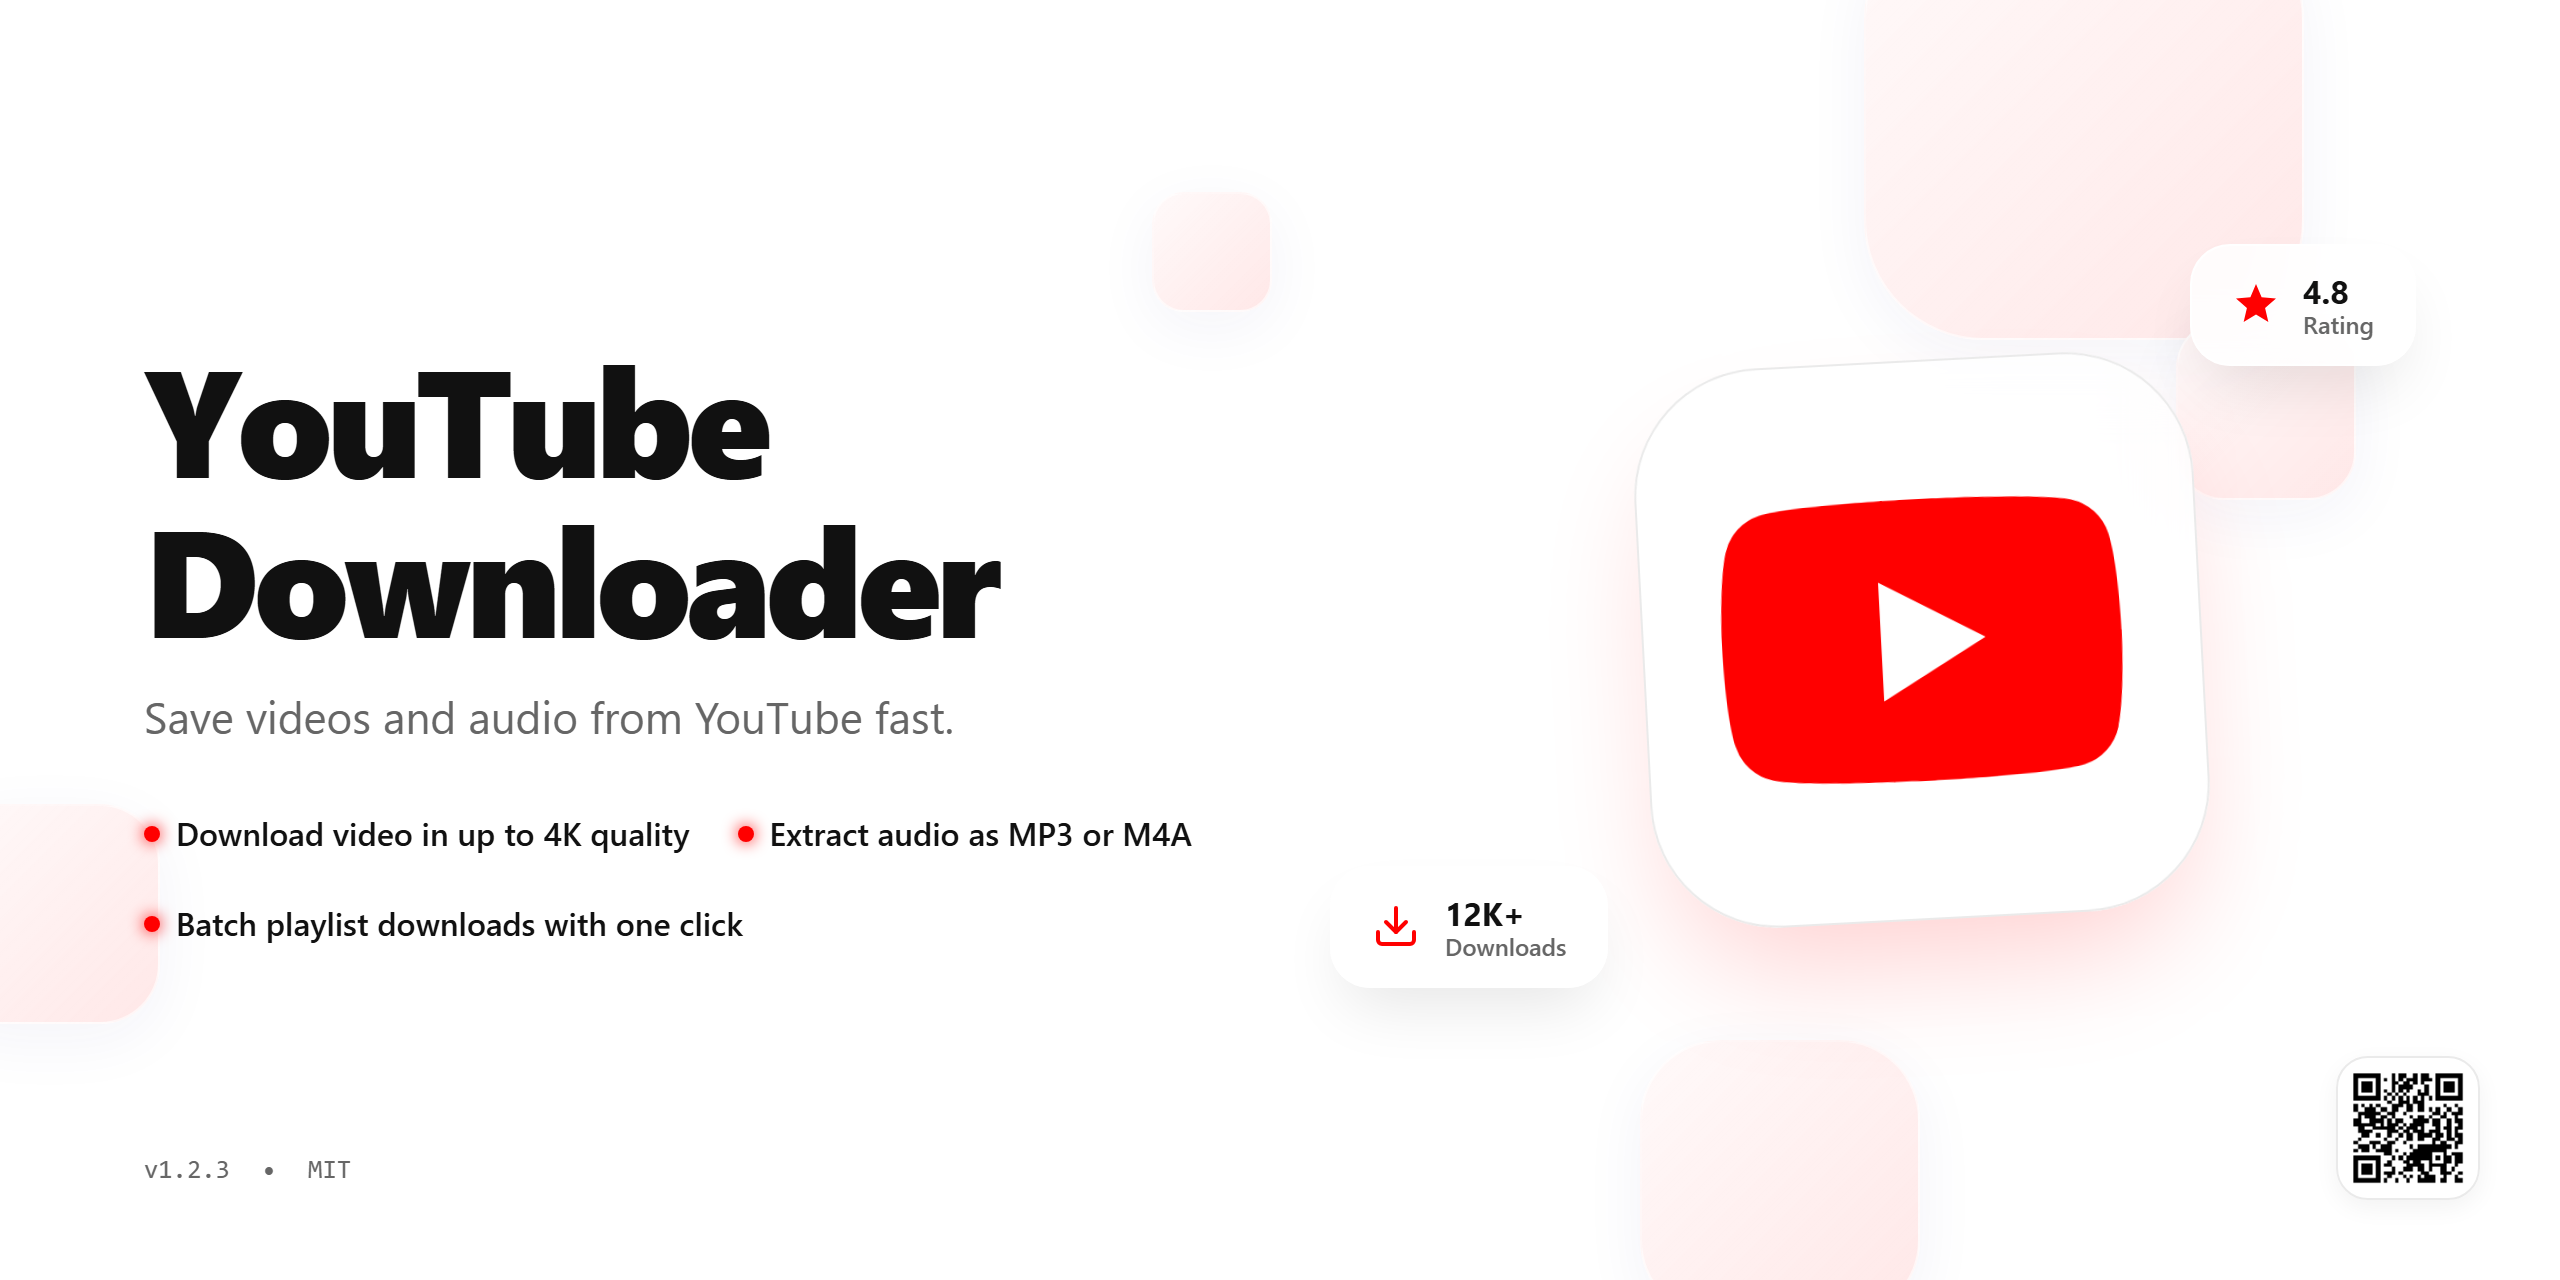 YouTube
Downloader
Save videos and audio from YouTube fast.
Download video in up to 4K quality
Extract audio as MP3 or M4A
Batch playlist downloads with one click
v1.2.3 • MIT
4.8
Rating
12K+
Downloads